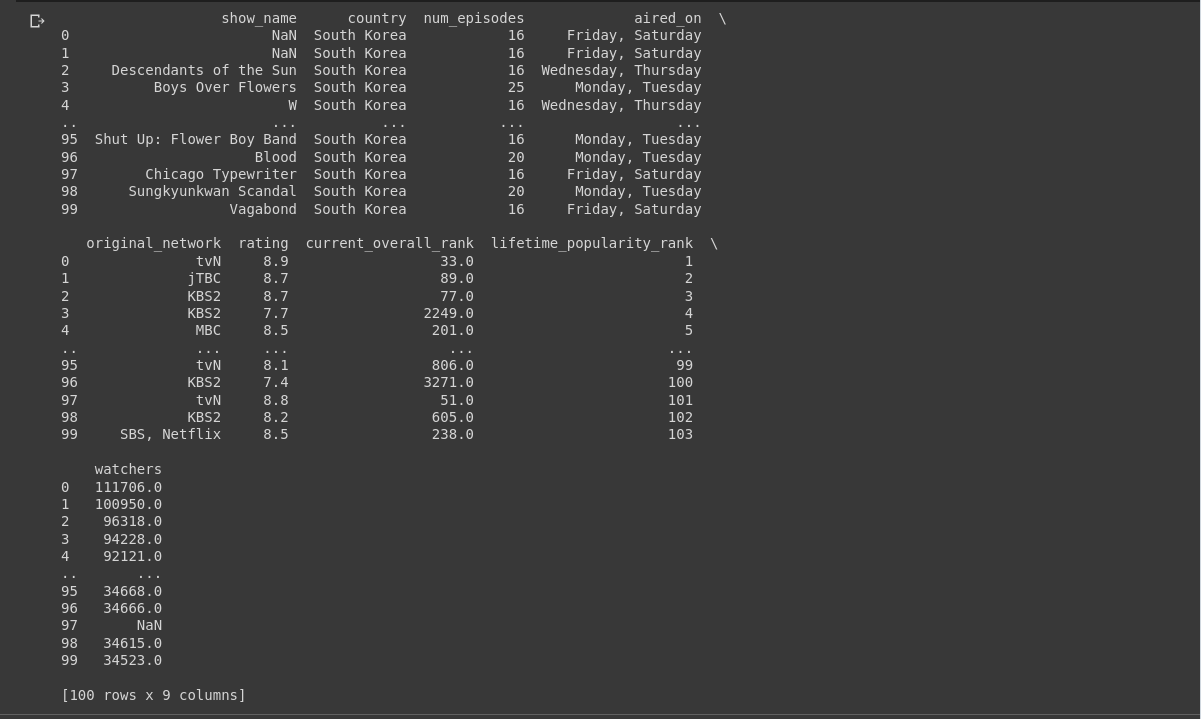 show_name      country  num_episodes             aired_on  \
0                    NaN  South Korea            16     Friday, Saturday
1                    NaN  South Korea            16     Friday, Saturday
2   Descendants of the Sun  South Korea            16  Wednesday, Thursday
3       Boys Over Flowers  South Korea            25      Monday, Tuesday
4                      W  South Korea            16  Wednesday, Thursday
..                   ...          ...           ...                  ...
95  Shut Up: Flower Boy Band  South Korea            16      Monday, Tuesday
96                 Blood  South Korea            20      Monday, Tuesday
97    Chicago Typewriter  South Korea            16     Friday, Saturday
98  Sungkyunkwan Scandal  South Korea            20      Monday, Tuesday
99              Vagabond  South Korea            16     Friday, Saturday

   original_network  rating  current_overall_rank  lifetime_popularity_rank  \
0               tvN     8.9                  33.0                         1
1              jTBC     8.7                  89.0                         2
2              KBS2     8.7                  77.0                         3
3              KBS2     7.7                2249.0                         4
4               MBC     8.5                 201.0                         5
..              ...     ...                   ...                       ...
95              tvN     8.1                 806.0                        99
96             KBS2     7.4                3271.0                       100
97              tvN     8.8                  51.0                       101
98             KBS2     8.2                 605.0                       102
99     SBS, Netflix     8.5                 238.0                       103

    watchers
0   111706.0
1   100950.0
2    96318.0
3    94228.0
4    92121.0
..       ...
95   34668.0
96   34666.0
97       NaN
98   34615.0
99   34523.0

[100 rows x 9 columns]